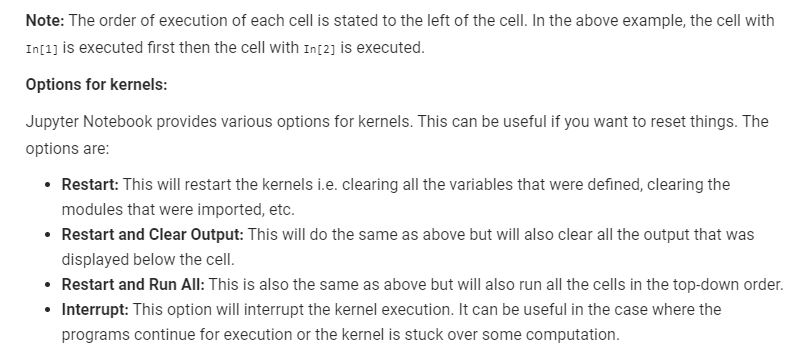 Note: The order of execution of each cell is stated to the left of the cell. In the above example, the cell with
In[1] is executed first then the cell with In[2] is executed.
Options for kernels:
Jupyter Notebook provides various options for kernels. This can be useful if you want to reset things. The
options are:
• Restart: This will restart the kernels i.e. clearing all the variables that were defined, clearing the
modules that were imported, etc.
• Restart and Clear Output: This will do the same as above but will also clear all the output that was
displayed below the cell.
• Restart and Run All: This is also the same as above but will also run all the cells in the top-down order.
• Interrupt: This option will interrupt the kernel execution. It can be useful in the case where the
programs continue for execution or the kernel is stuck over some computation.